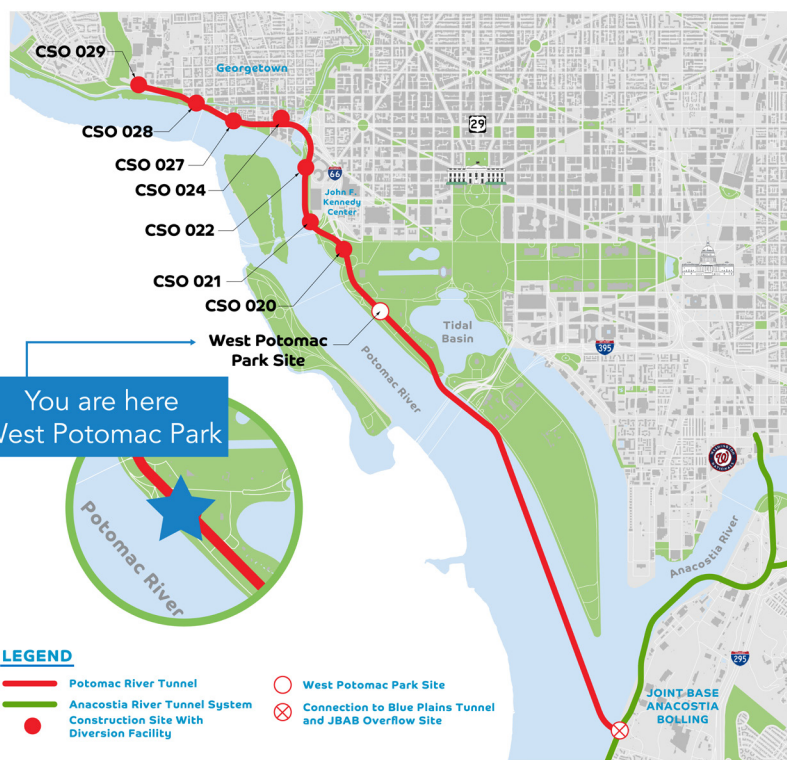 CSO 029
Georgetown
CSO 028
29
CSO 027
CSO 024
66
John F.
Kennedy
Center
CSO 022
CSO 021
CSO 020
West Potomac
Park Site
Tidal
Basin
395
Potomac River
You are here
West Potomac Park
W
Potomac River
Anacostia River
295
JOINT BASE
ANACOSTIA
BOLLING
LEGEND
Potomac River Tunnel
Anacostia River Tunnel System
Construction Site With
Diversion Facility
West Potomac Park Site
Connection to Blue Plains Tunnel
and JBAB Overflow Site